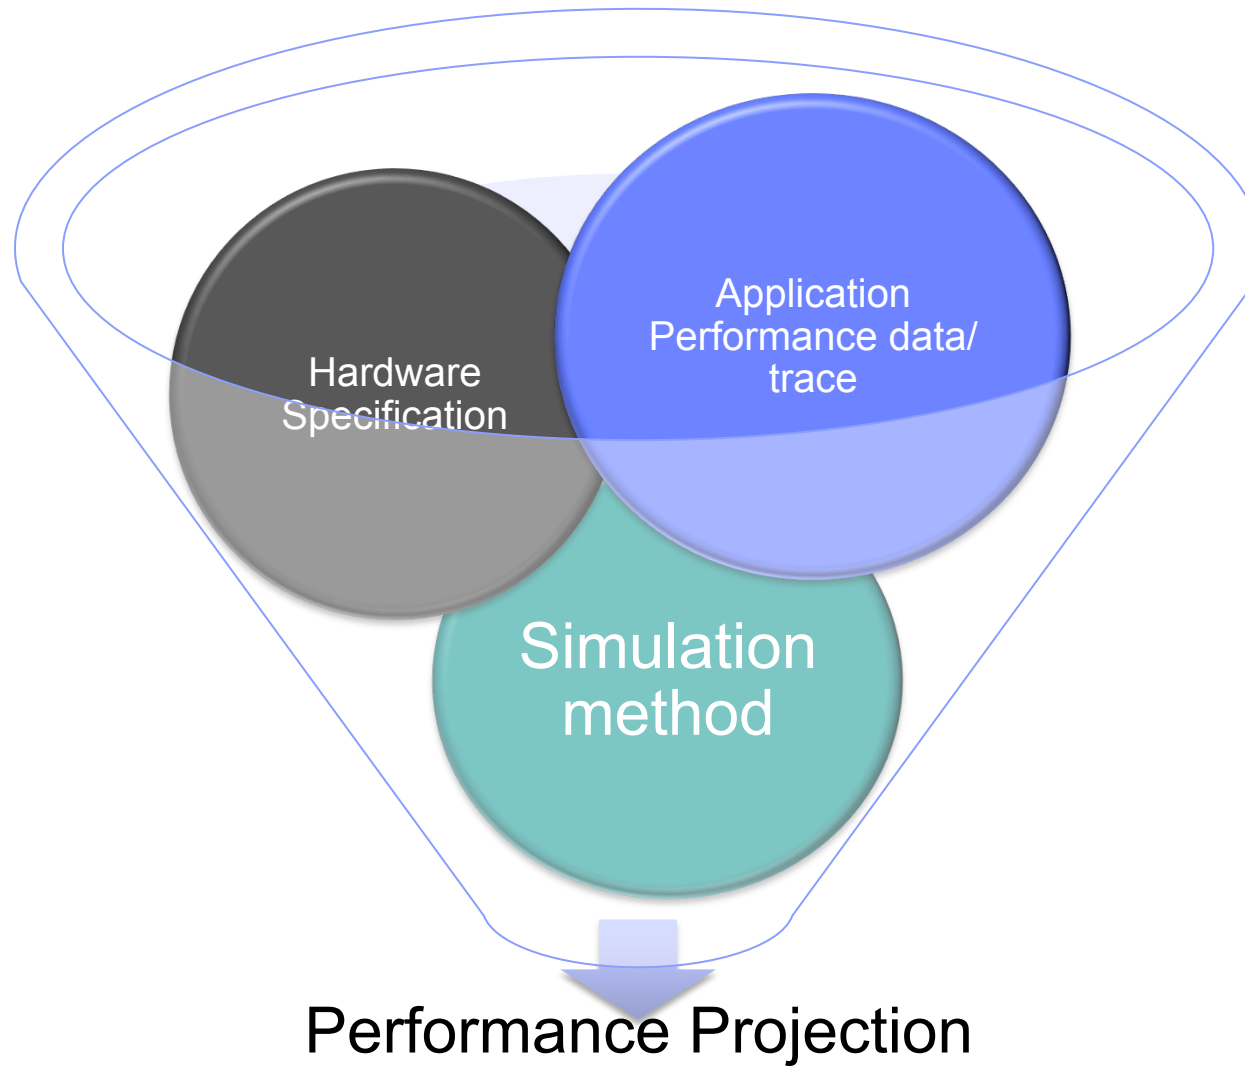 Application
Performance data/
trace
Hardware
Specification
Simulation
method
Performance Projection